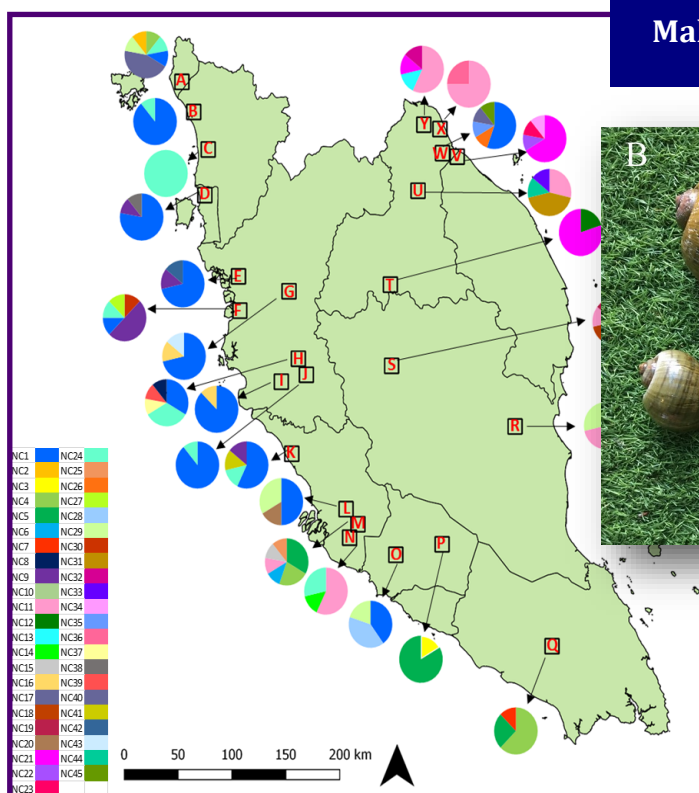 Mal
B
A
B
C
D
E
F
G
H
I
J
K
L
M
N
O
P
Q
R
S
T
U
V
W
X
Y
NC1 NC24
NC2 NC25
NC3 NC26
NC4 NC27
NC5 NC28
NC6 NC29
NC7 NC30
NC8 NC31
NC9 NC32
NC10 NC33
NC11 NC34
NC12 NC35
NC13 NC36
NC14 NC37
NC15 NC38
NC16 NC39
NC17 NC40
NC18 NC41
NC19 NC42
NC20 NC43
NC21 NC44
NC22 NC45
NC23
0 50 100 150 200 km